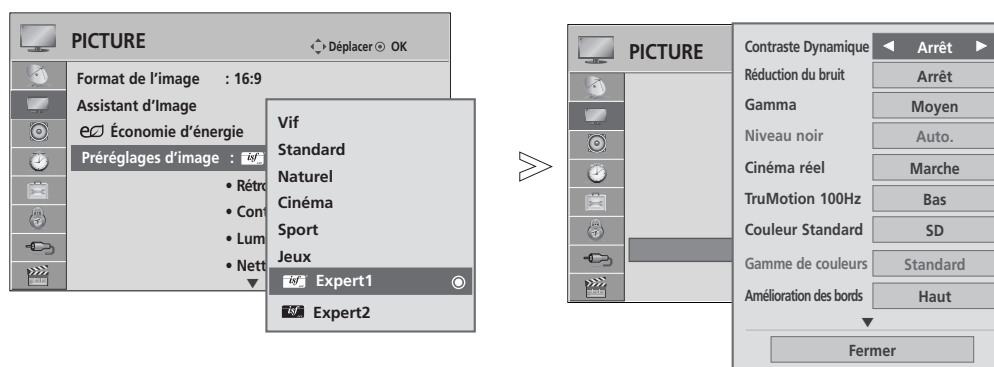 PICTURE
Déplacer OK
Format de l'image : 16:9
Assistant d'Image
Économie d'énergie
Préréglages d'image : isf
• Rétro
• Cont
• Lum
• Nett
Vif
Standard
Naturel
Cinéma
Sport
Jeux
isf Expert1
isf Expert2
PICTURE
Contraste Dynamique ◄ Arrêt ►
Réduction du bruit Arrêt
Gamma Moyen
Niveau noir Auto.
Cinéma réel Marche
TruMotion 100Hz Bas
Couleur Standard SD
Gamme de couleurs Standard
Amélioration des bords Haut
Fermer